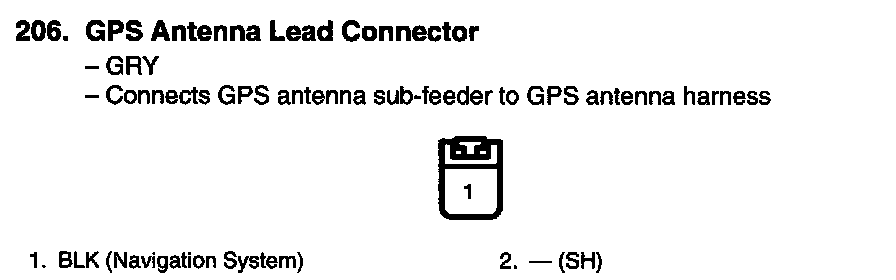 206. GPS Antenna Lead Connector
– GRY
– Connects GPS antenna sub-feeder to GPS antenna harness
1
1. BLK (Navigation System) 2. — (SH)